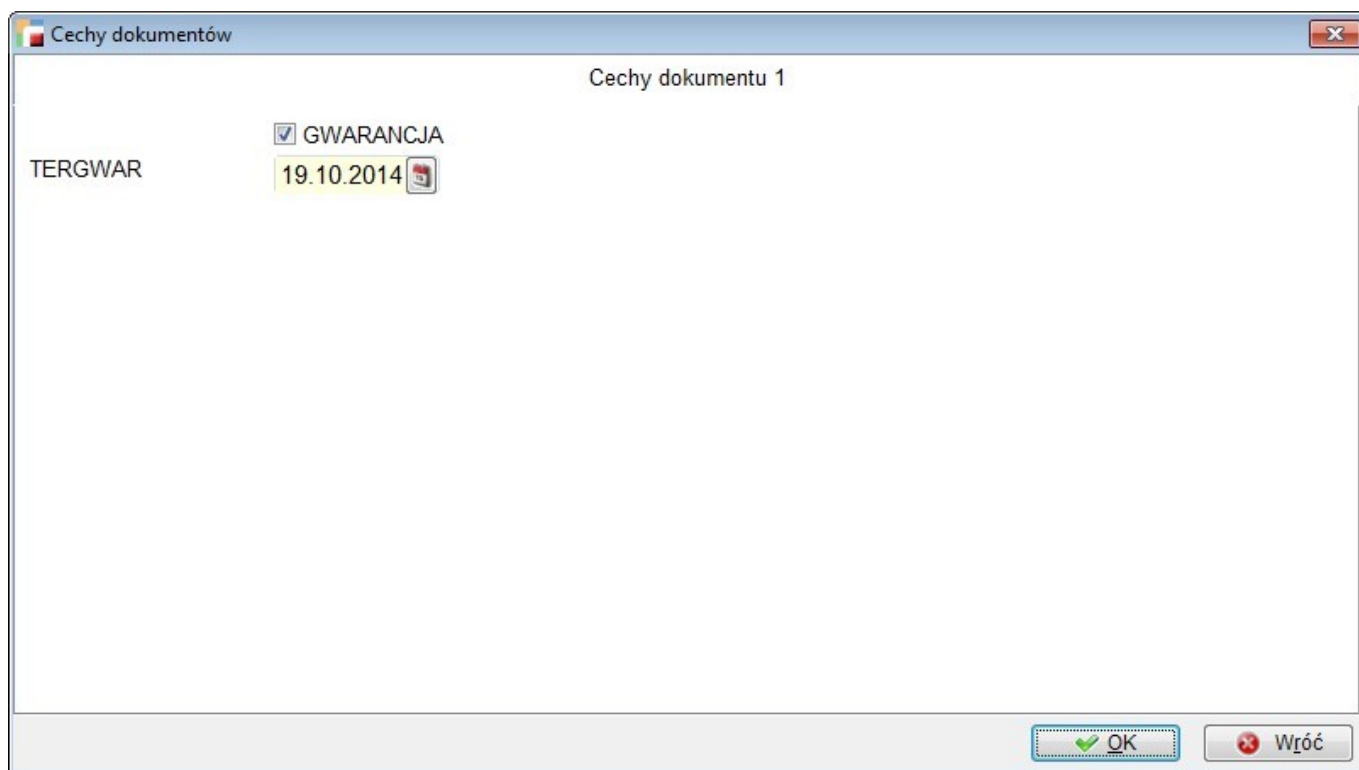 Cechy dokumentów
Cechy dokumentu 1
GWARANCJA
TERGWAR
19.10.2014
OK
Wróć